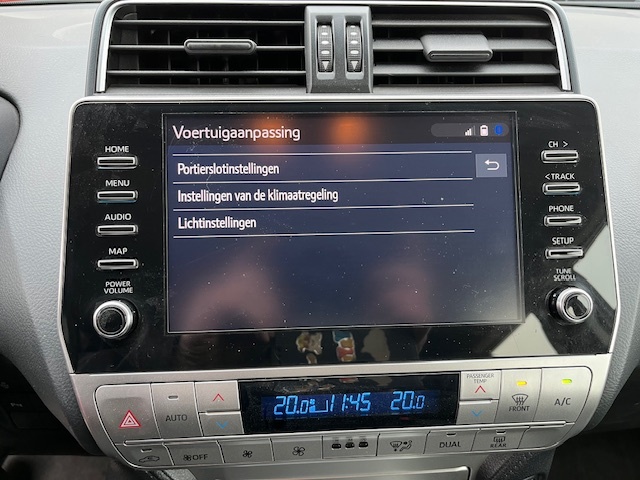 Voertuigaanpassing
Portierslotinstellingen
Instellingen van de klimaatregeling
Lichtinstellingen
HOME
MENU
AUDIO
MAP
POWER
VOLUME
CH >
< TRACK
PHONE
SETUP
TUNE
SCROLL
20.0 11:45 20.0
PASSENGER
TEMP
AUTO
FRONT
A/C
OFF
DUAL
REAR